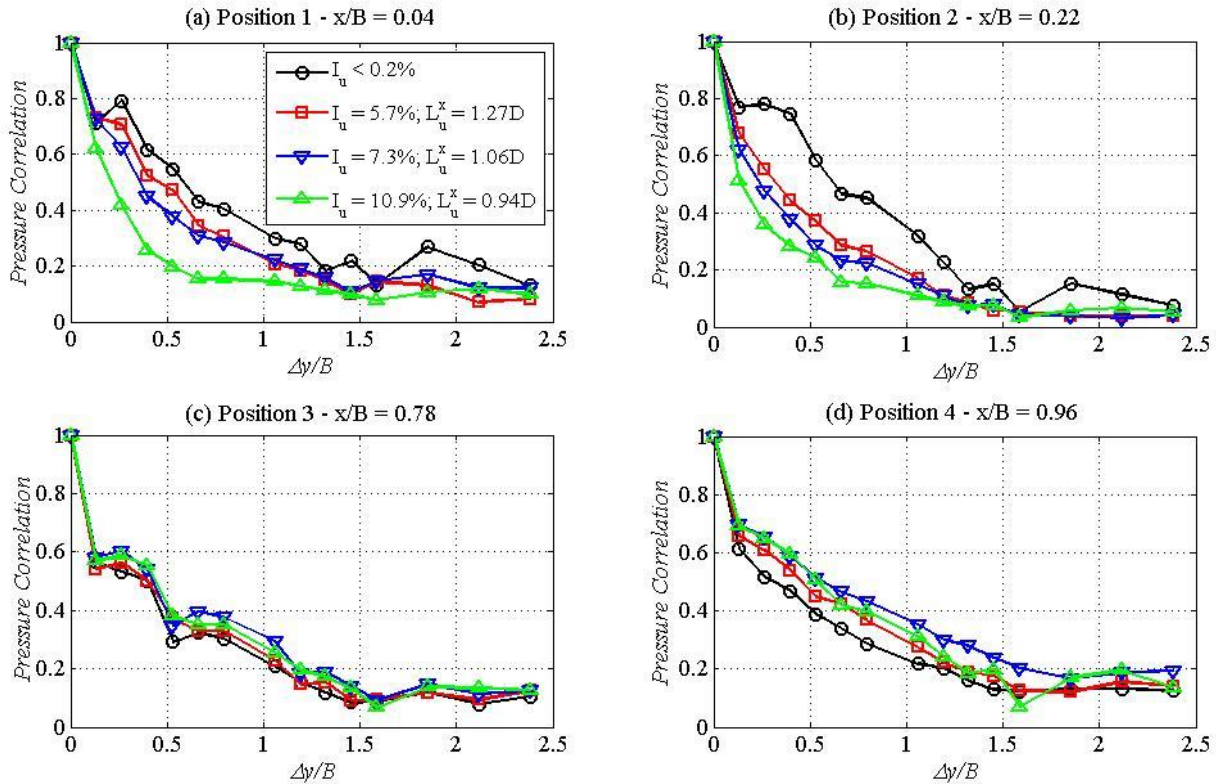 (a) Position 1 - x/B = 0.04
Pressure Correlation
1
0.8
0.6
0.4
0.2
0
0 0.5 1 1.5 2 2.5
Δy/B
I_u < 0.2%
I_u = 5.7%; L_u^x = 1.27D
I_u = 7.3%; L_u^x = 1.06D
I_u = 10.9%; L_u^x = 0.94D
(b) Position 2 - x/B = 0.22
Pressure Correlation
1
0.8
0.6
0.4
0.2
0
0 0.5 1 1.5 2 2.5
Δy/B
(c) Position 3 - x/B = 0.78
Pressure Correlation
1
0.8
0.6
0.4
0.2
0
0 0.5 1 1.5 2 2.5
Δy/B
(d) Position 4 - x/B = 0.96
Pressure Correlation
1
0.8
0.6
0.4
0.2
0
0 0.5 1 1.5 2 2.5
Δy/B